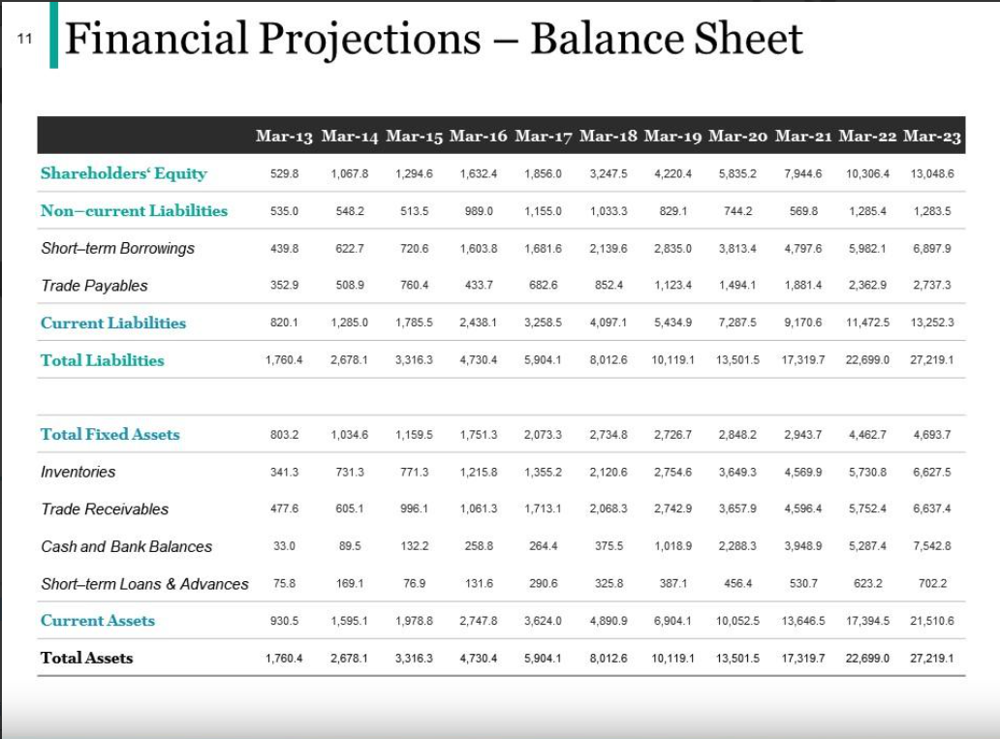 11
Financial Projections – Balance Sheet
Mar-13 Mar-14 Mar-15 Mar-16 Mar-17 Mar-18 Mar-19 Mar-20 Mar-21 Mar-22 Mar-23
Shareholders‘ Equity 529.8 1,067.8 1,294.6 1,632.4 1,856.0 3,247.5 4,220.4 5,835.2 7,944.6 10,306.4 13,048.6
Non–current Liabilities 535.0 548.2 513.5 989.0 1,155.0 1,033.3 829.1 744.2 569.8 1,285.4 1,283.5
Short–term Borrowings 439.8 622.7 720.6 1,603.8 1,681.6 2,139.6 2,835.0 3,813.4 4,797.6 5,982.1 6,897.9
Trade Payables 352.9 508.9 760.4 433.7 682.6 852.4 1,123.4 1,494.1 1,881.4 2,362.9 2,737.3
Current Liabilities 820.1 1,285.0 1,785.5 2,438.1 3,258.5 4,097.1 5,434.9 7,287.5 9,170.6 11,472.5 13,252.3
Total Liabilities 1,760.4 2,678.1 3,316.3 4,730.4 5,904.1 8,012.6 10,119.1 13,501.5 17,319.7 22,699.0 27,219.1
Total Fixed Assets 803.2 1,034.6 1,159.5 1,751.3 2,073.3 2,734.8 2,726.7 2,848.2 2,943.7 4,462.7 4,693.7
Inventories 341.3 731.3 771.3 1,215.8 1,355.2 2,120.6 2,754.6 3,649.3 4,569.9 5,730.8 6,627.5
Trade Receivables 477.6 605.1 996.1 1,061.3 1,713.1 2,068.3 2,742.9 3,657.9 4,596.4 5,752.4 6,637.4
Cash and Bank Balances 33.0 89.5 132.2 258.8 264.4 375.5 1,018.9 2,288.3 3,948.9 5,287.4 7,542.8
Short–term Loans & Advances 75.8 169.1 76.9 131.6 290.6 325.8 387.1 456.4 530.7 623.2 702.2
Current Assets 930.5 1,595.1 1,978.8 2,747.8 3,624.0 4,890.9 6,904.1 10,052.5 13,646.5 17,394.5 21,510.6
Total Assets 1,760.4 2,678.1 3,316.3 4,730.4 5,904.1 8,012.6 10,119.1 13,501.5 17,319.7 22,699.0 27,219.1